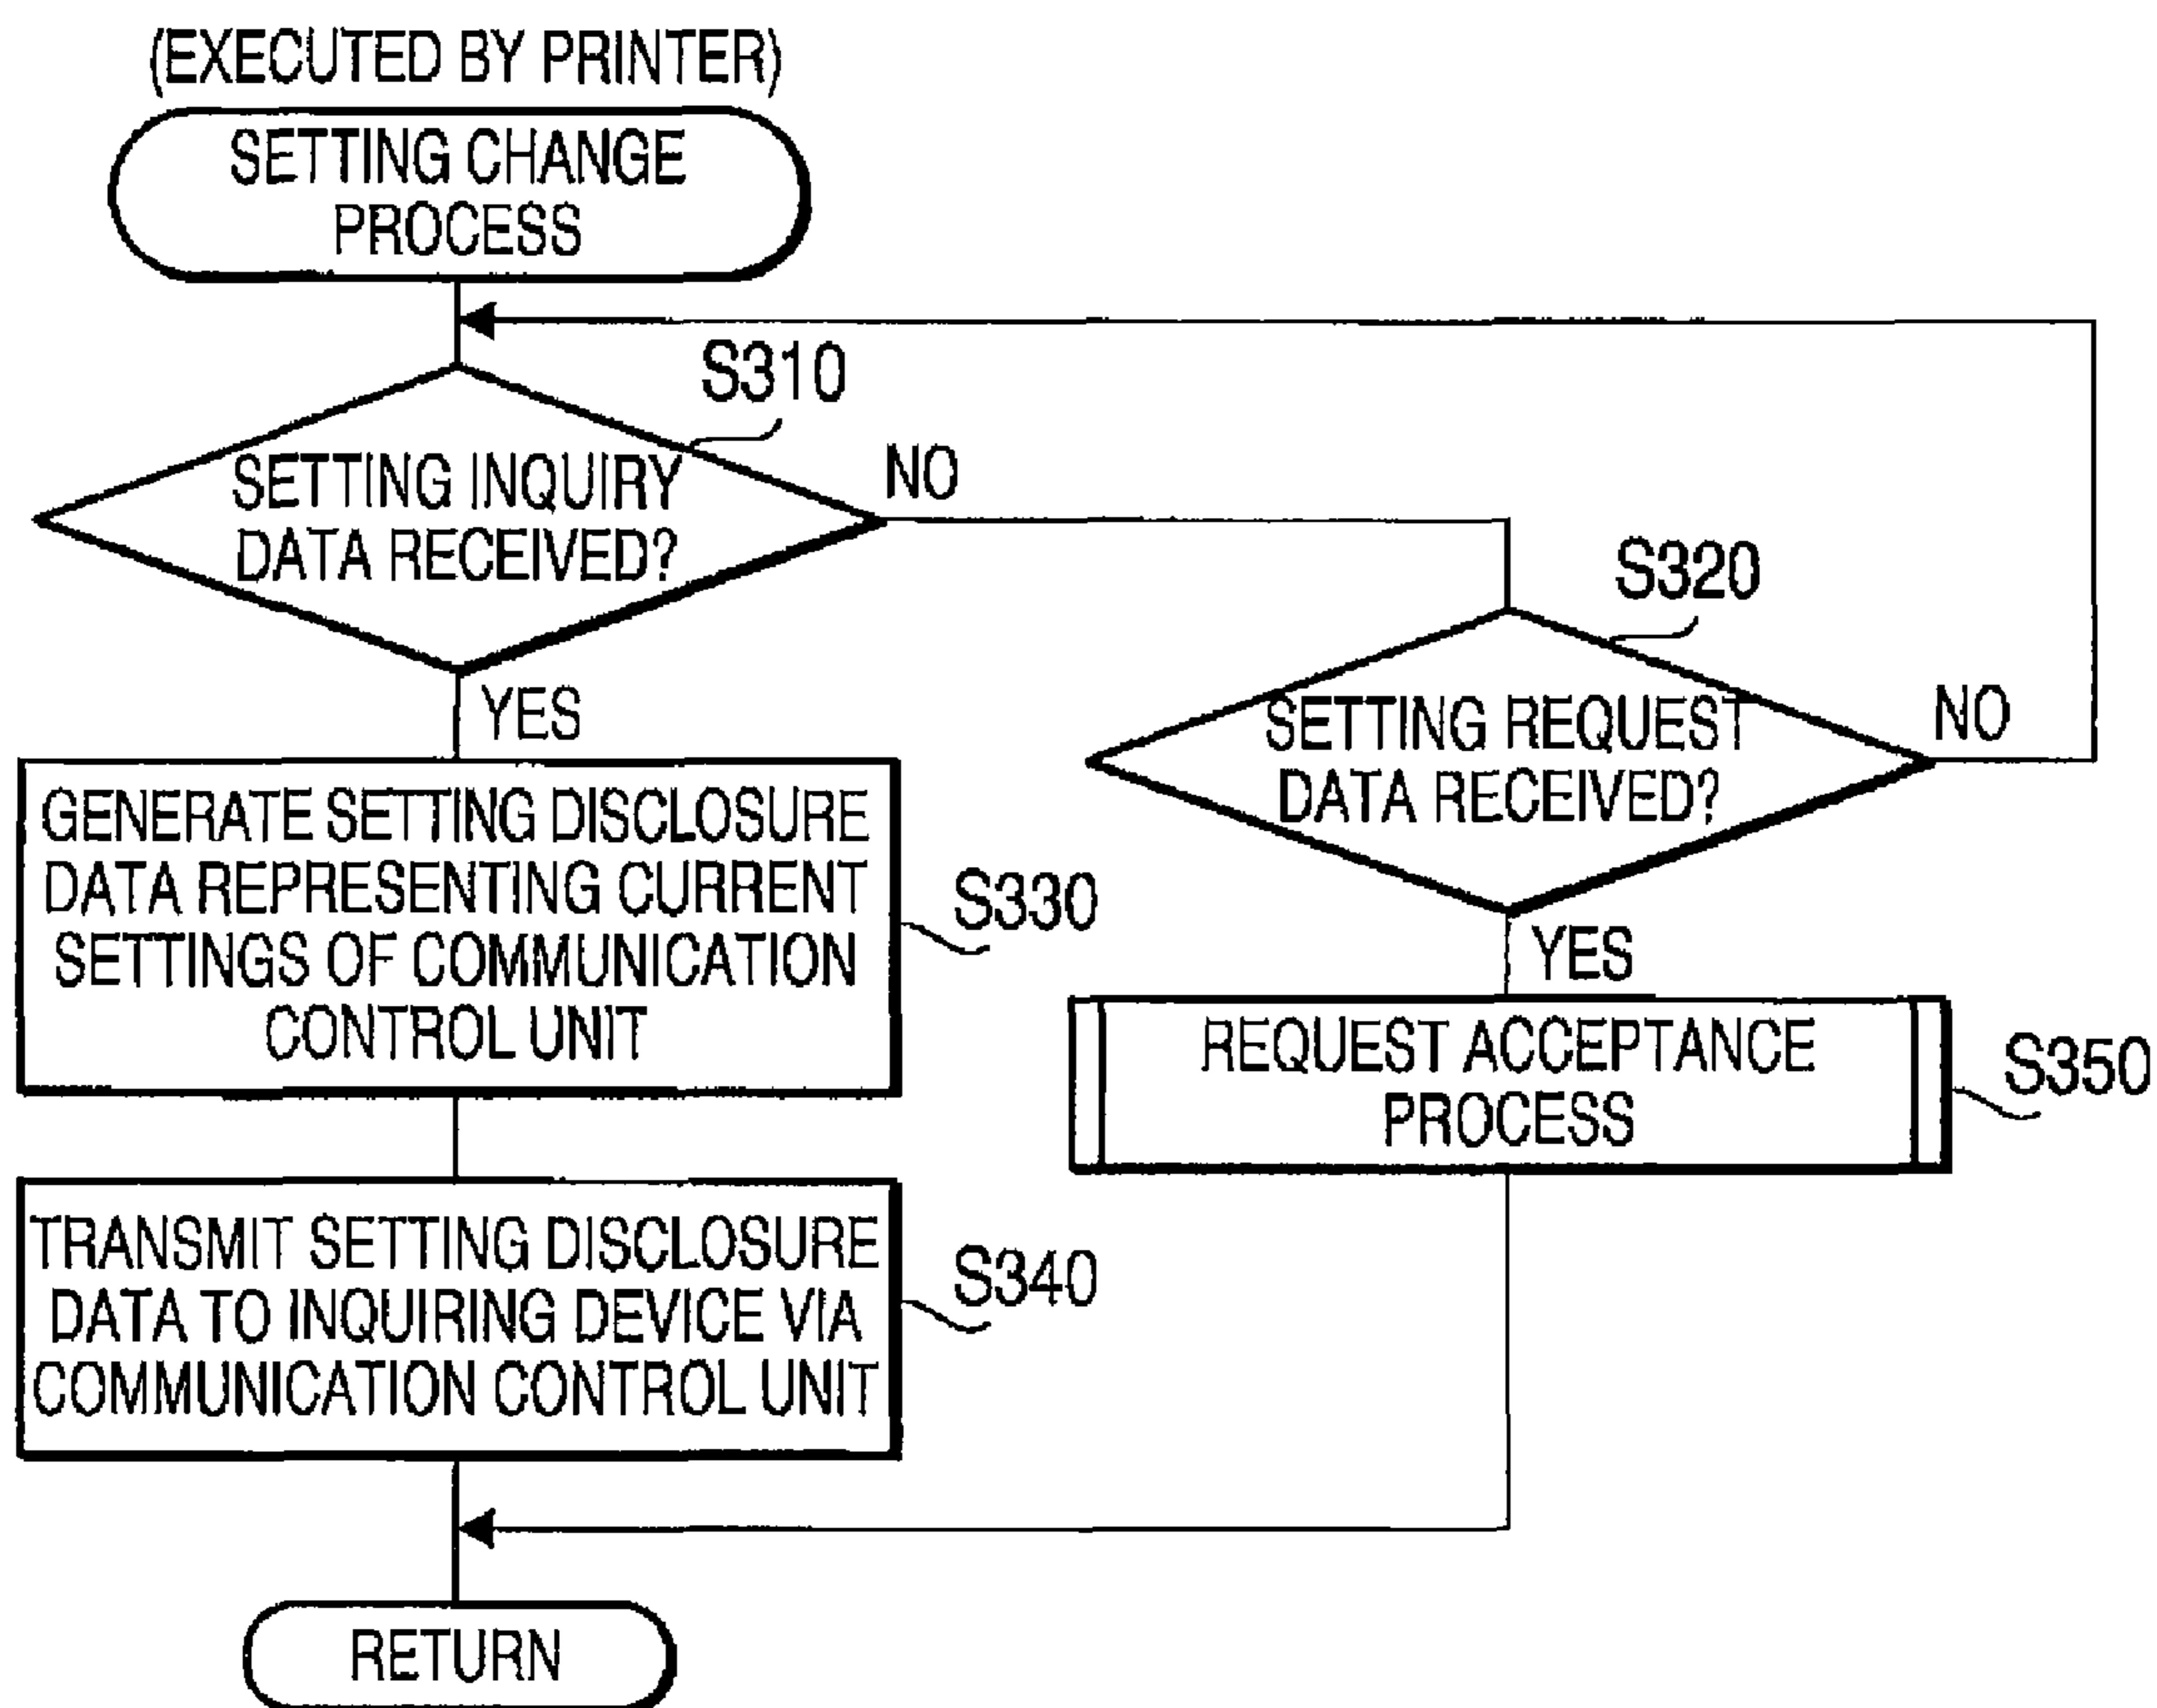 (EXECUTED BY PRINTER)
SETTING CHANGE
PROCESS
S310
SETTING INQUIRY
DATA RECEIVED?
NO
YES
S320
SETTING REQUEST
DATA RECEIVED?
NO
YES
GENERATE SETTING DISCLOSURE
DATA REPRESENTING CURRENT
SETTINGS OF COMMUNICATION
CONTROL UNIT
S330
REQUEST ACCEPTANCE
PROCESS
S350
TRANSMIT SETTING DISCLOSURE
DATA TO INQUIRING DEVICE VIA
COMMUNICATION CONTROL UNIT
S340
RETURN